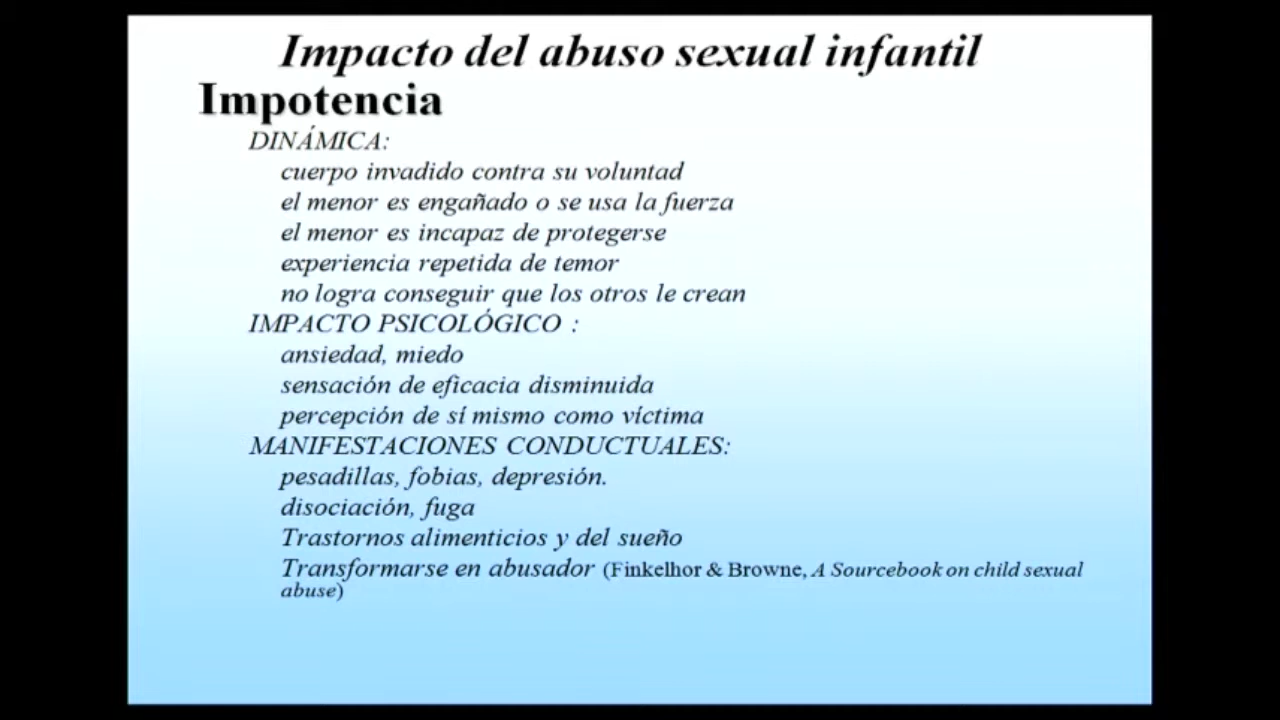 Impacto del abuso sexual infantil
Impotencia
DINÁMICA:
cuerpo invadido contra su voluntad
el menor es engañado o se usa la fuerza
el menor es incapaz de protegerse
experiencia repetida de temor
no logra conseguir que los otros le crean
IMPACTO PSICOLÓGICO :
ansiedad, miedo
sensación de eficacia disminuida
percepción de sí mismo como víctima
MANIFESTACIONES CONDUCTUALES:
pesadillas, fobias, depresión.
disociación, fuga
Trastornos alimenticios y del sueño
Transformarse en abusador (Finkelhor & Browne, A Sourcebook on child sexual
abuse)